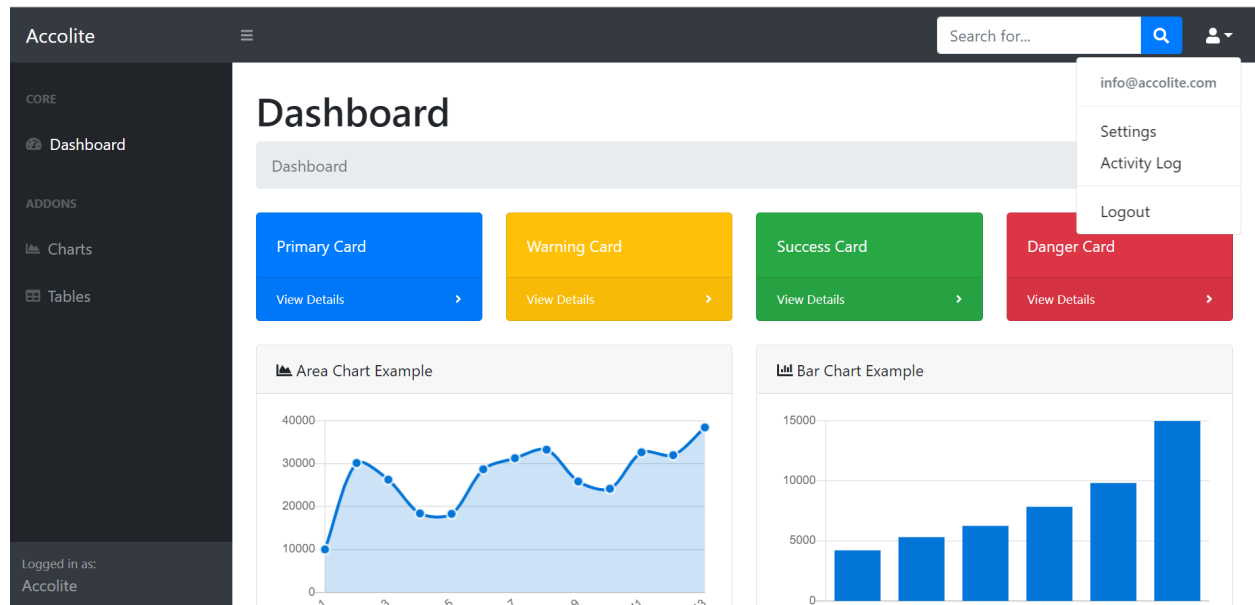 Accolite
Search for...
info@accolite.com
Settings
Activity Log
Logout
CORE
Dashboard
ADDONS
Charts
Tables
Logged in as:
Accolite
Dashboard
Dashboard
Primary Card
View Details
Warning Card
View Details
Success Card
View Details
Danger Card
View Details
Area Chart Example
40000
30000
20000
10000
0
Bar Chart Example
15000
10000
5000
0